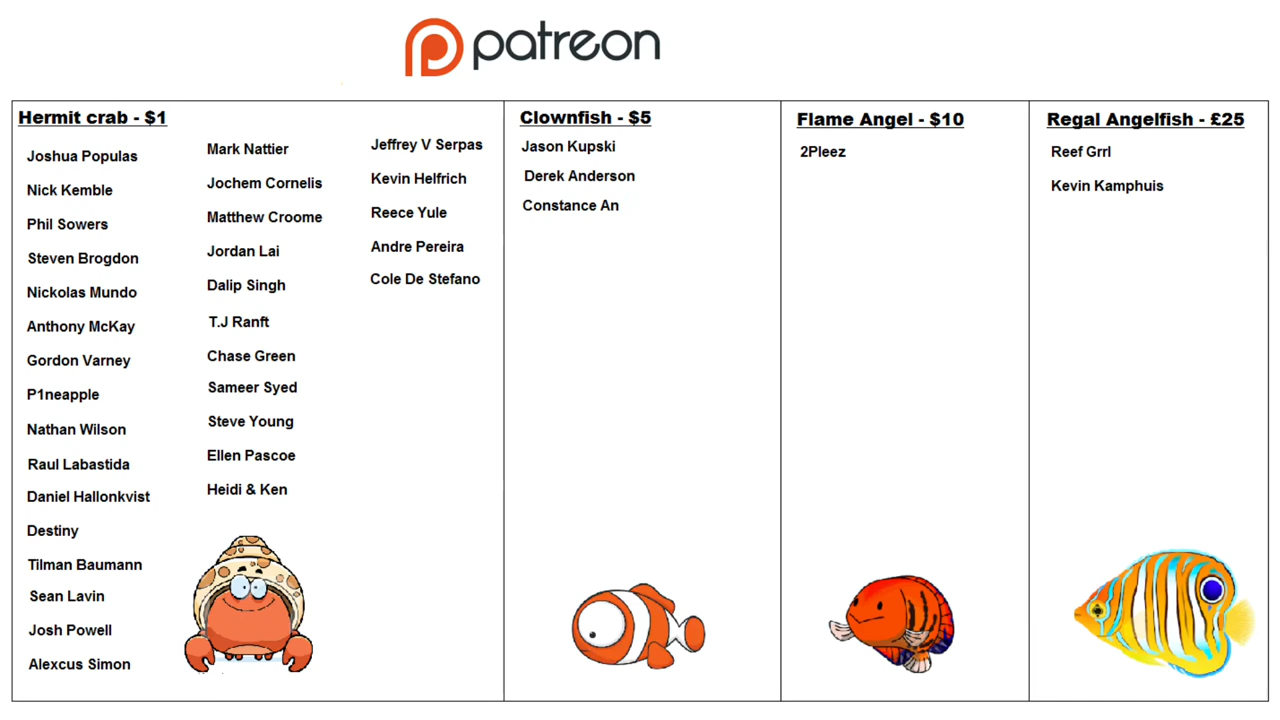 patreon
Hermit crab - $1
Joshua Populas
Nick Kemble
Phil Sowers
Steven Brogdon
Nickolas Mundo
Anthony McKay
Gordon Varney
P1neapple
Nathan Wilson
Raul Labastida
Daniel Hallonkvist
Destiny
Tilman Baumann
Sean Lavin
Josh Powell
Alexcus Simon
Mark Nattier
Jochem Cornelis
Matthew Croome
Jordan Lai
Dalip Singh
T.J Ranft
Chase Green
Sameer Syed
Steve Young
Ellen Pascoe
Heidi & Ken
Jeffrey V Serpas
Kevin Helfrich
Reece Yule
Andre Pereira
Cole De Stefano
Clownfish - $5
Jason Kupski
Derek Anderson
Constance An
Flame Angel - $10
2Pleez
Regal Angelfish - £25
Reef Grrl
Kevin Kamphuis